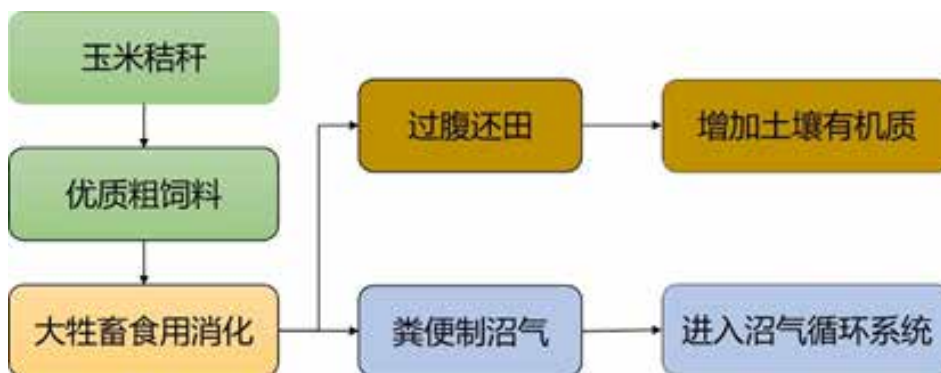 玉米秸秆
过腹还田
增加土壤有机质
优质粗饲料
大牲畜食用消化
粪便制沼气
进入沼气循环系统